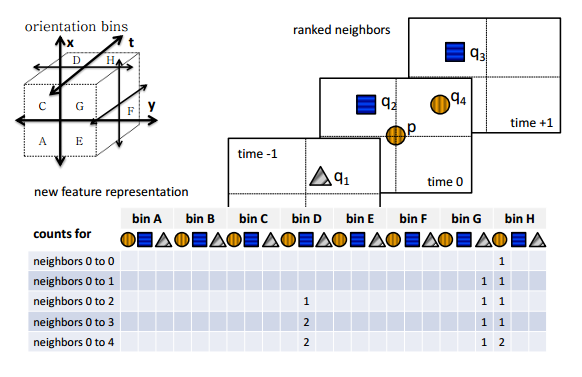 orientation bins
x
t
D
H
C
G
y
F
A
E
ranked neighbors
q3
q2
q4
p
time +1
time -1
q1
time 0
new feature representation
counts for
bin A bin B bin C bin D bin E bin F bin G bin H
neighbors 0 to 0 1
neighbors 0 to 1 1 1
neighbors 0 to 2 1 1 1
neighbors 0 to 3 2 1 1
neighbors 0 to 4 2 1 2